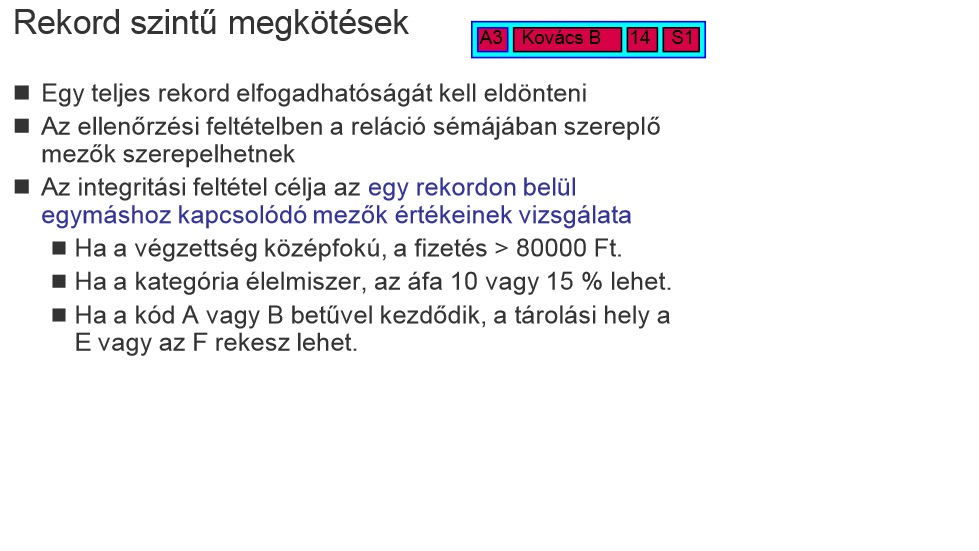 Rekord szintű megkötések
A3 Kovács B 14 S1
Egy teljes rekord elfogadhatóságát kell eldönteni
Az ellenőrzési feltételben a reláció sémájában szereplő
mezők szerepelhetnek
Az integritási feltétel célja az egy rekordon belül
egymáshoz kapcsolódó mezők értékeinek vizsgálata
Ha a végzettség középfokú, a fizetés > 80000 Ft.
Ha a kategória élelmiszer, az áfa 10 vagy 15 % lehet.
Ha a kód A vagy B betűvel kezdődik, a tárolási hely a
E vagy az F rekesz lehet.